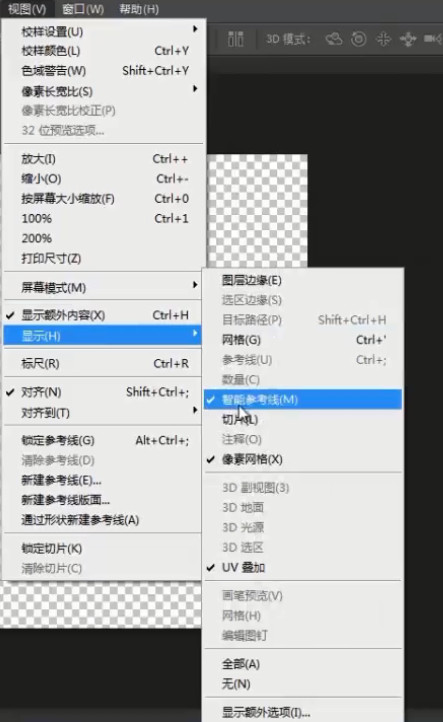 视图(V) 窗口(W) 帮助(H)
3D 模式:
校样设置(U)
校样颜色(L) Ctrl+Y
色域警告(W) Shift+Ctrl+Y
像素长宽比(S)
像素长宽比校正(P)
32 位预览选项...
放大(I) Ctrl++
缩小(O) Ctrl+-
按屏幕大小缩放(F) Ctrl+0
100% Ctrl+1
200%
打印尺寸(Z)
屏幕模式(M)
显示额外内容(X) Ctrl+H
显示(H)
标尺(R) Ctrl+R
对齐(N) Shift+Ctrl+;
对齐到(T)
锁定参考线(G) Alt+Ctrl+;
清除参考线(D)
新建参考线(E)...
新建参考线版面...
通过形状新建参考线(A)
锁定切片(K)
清除切片(C)
图层边缘(E)
选区边缘(S)
目标路径(P) Shift+Ctrl+H
网格(G) Ctrl+'
参考线(U) Ctrl+;
数量(C)
智能参考线(M)
切片(L)
注释(O)
像素网格(X)
3D 副视图(3)
3D 地面
3D 光源
3D 选区
UV 叠加
画笔预览(V)
网格(H)
编辑图钉
全部(A)
无(N)
显示额外选项(I)...